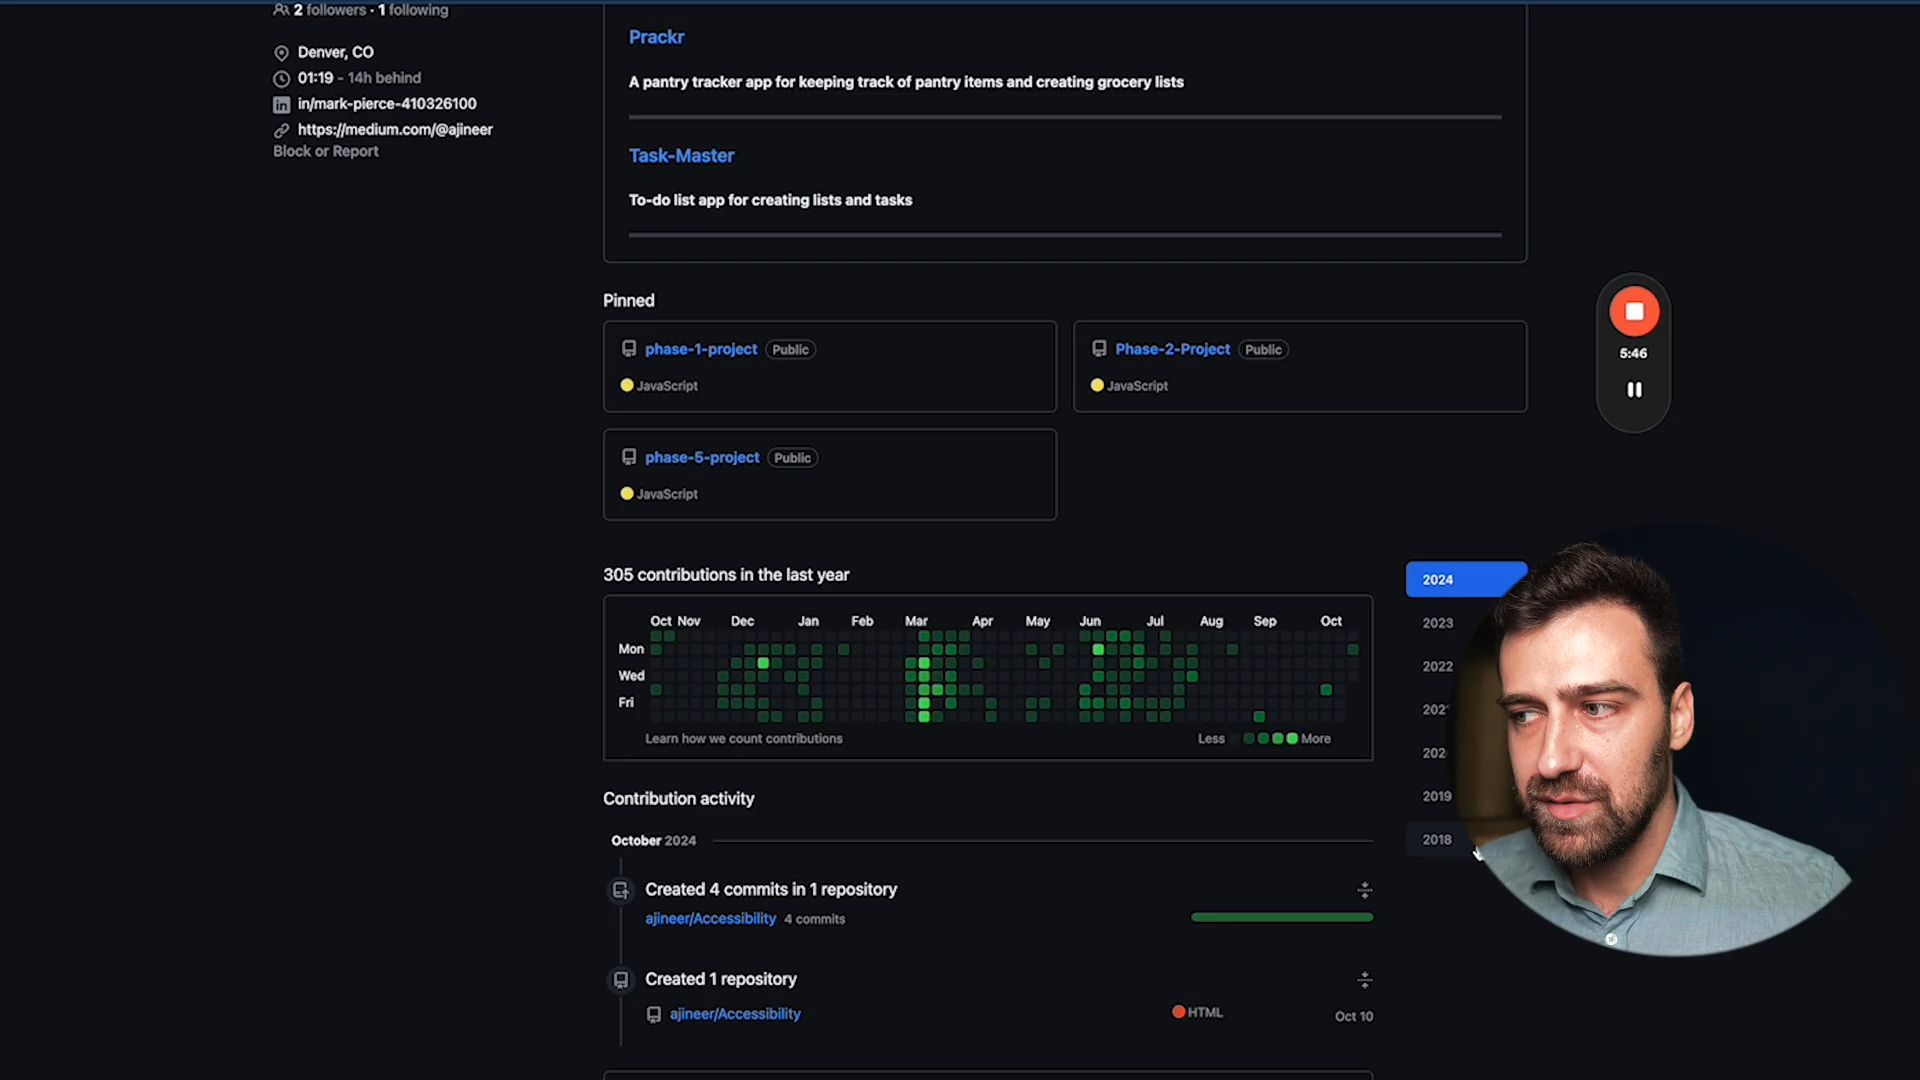 2 followers · 1 following
Denver, CO
01:19 - 14h behind
in/mark-pierce-410326100
https://medium.com/@ajineer
Block or Report
Prackr
A pantry tracker app for keeping track of pantry items and creating grocery lists
Task-Master
To-do list app for creating lists and tasks
Pinned
phase-1-project Public
JavaScript
Phase-2-Project Public
JavaScript
phase-5-project Public
JavaScript
5:46
305 contributions in the last year
Oct Nov Dec Jan Feb Mar Apr May Jun Jul Aug Sep Oct
Mon
Wed
Fri
Learn how we count contributions
Less More
2024
2023
2022
202
202
2019
2018
Contribution activity
October 2024
Created 4 commits in 1 repository
ajineer/Accessibility 4 commits
Created 1 repository
ajineer/Accessibility
HTML
Oct 10